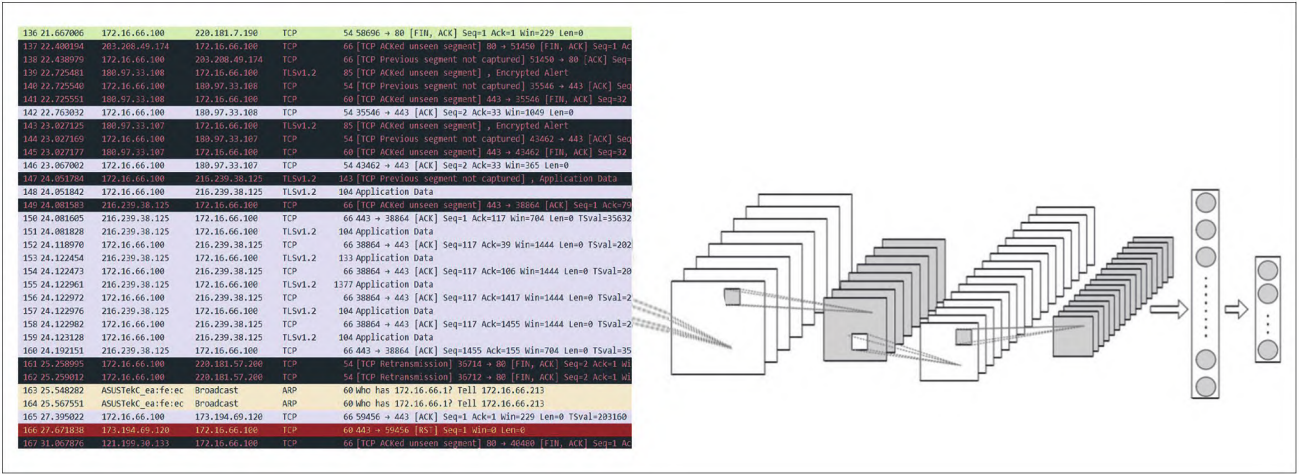 136 21.667006 172.16.66.100 220.181.7.190 TCP 54 58696 → 80 [FIN, ACK] Seq=1 Ack=1 Win=229 Len=0
137 22.400194 203.208.49.174 172.16.66.100 TCP 66 [TCP ACKed unseen segment] 80 → 51450 [FIN, ACK] Seq=1 Ac
138 22.438979 172.16.66.100 203.208.49.174 TCP 66 [TCP Previous segment not captured] 51450 → 80 [ACK] Seq=
139 22.725481 180.97.33.108 172.16.66.100 TLSv1.2 85 [TCP ACKed unseen segment] , Encrypted Alert
140 22.725540 172.16.66.100 180.97.33.108 TCP 54 [TCP Previous segment not captured] 35546 → 443 [ACK] Seq=
141 22.725551 180.97.33.108 172.16.66.100 TCP 60 [TCP ACKed unseen segment] 443 → 35546 [FIN, ACK] Seq=32
142 22.763032 172.16.66.100 180.97.33.108 TCP 54 35546 → 443 [ACK] Seq=2 Ack=33 Win=1049 Len=0
143 23.027125 180.97.33.107 172.16.66.100 TLSv1.2 85 [TCP ACKed unseen segment] , Encrypted Alert
144 23.027169 172.16.66.100 180.97.33.107 TCP 54 [TCP Previous segment not captured] 43462 → 443 [ACK] Seq=
145 23.027177 180.97.33.107 172.16.66.100 TCP 60 [TCP ACKed unseen segment] 443 → 43462 [FIN, ACK] Seq=32
146 23.067002 172.16.66.100 180.97.33.107 TCP 54 43462 → 443 [ACK] Seq=2 Ack=33 Win=365 Len=0
147 24.051784 172.16.66.100 216.239.38.125 TLSv1.2 143 [TCP Previous segment not captured] , Application Data
148 24.051842 172.16.66.100 216.239.38.125 TLSv1.2 104 Application Data
149 24.081583 216.239.38.125 172.16.66.100 TCP 66 [TCP ACKed unseen segment] 443 → 38864 [ACK] Seq=1 Ack=79
150 24.081605 216.239.38.125 172.16.66.100 TCP 66 443 → 38864 [ACK] Seq=1 Ack=117 Win=704 Len=0 TSval=35632
151 24.081828 216.239.38.125 172.16.66.100 TLSv1.2 104 Application Data
152 24.118970 172.16.66.100 216.239.38.125 TCP 66 38864 → 443 [ACK] Seq=117 Ack=39 Win=1444 Len=0 TSval=202
153 24.122454 216.239.38.125 172.16.66.100 TLSv1.2 133 Application Data
154 24.122473 172.16.66.100 216.239.38.125 TCP 66 38864 → 443 [ACK] Seq=117 Ack=106 Win=1444 Len=0 TSval=20
155 24.122961 216.239.38.125 172.16.66.100 TLSv1.2 1377 Application Data
156 24.122972 172.16.66.100 216.239.38.125 TCP 66 38864 → 443 [ACK] Seq=117 Ack=1417 Win=1444 Len=0 TSval=2
157 24.122976 216.239.38.125 172.16.66.100 TLSv1.2 104 Application Data
158 24.122982 172.16.66.100 216.239.38.125 TCP 66 38864 → 443 [ACK] Seq=117 Ack=1455 Win=1444 Len=0 TSval=2
159 24.123128 172.16.66.100 216.239.38.125 TLSv1.2 104 Application Data
160 24.192151 216.239.38.125 172.16.66.100 TCP 66 443 → 38864 [ACK] Seq=1455 Ack=155 Win=704 Len=0 TSval=35
161 25.258995 172.16.66.100 220.181.57.200 TCP 54 [TCP Retransmission] 36714 → 80 [FIN, ACK] Seq=2 Ack=1 Wi
162 25.259012 172.16.66.100 220.181.57.200 TCP 54 [TCP Retransmission] 36712 → 80 [FIN, ACK] Seq=2 Ack=1 Wi
163 25.548282 ASUSTekC_ea:fe:ec Broadcast ARP 60 Who has 172.16.66.1? Tell 172.16.66.213
164 25.567551 ASUSTekC_ea:fe:ec Broadcast ARP 60 Who has 172.16.66.1? Tell 172.16.66.213
165 27.395022 172.16.66.100 173.194.69.120 TCP 66 59456 → 443 [ACK] Seq=1 Ack=1 Win=229 Len=0 TSval=203160
166 27.671838 173.194.69.120 172.16.66.100 TCP 60 443 → 59456 [RST] Seq=1 Win=0 Len=0
167 31.067876 121.199.30.133 172.16.66.100 TCP 66 [TCP ACKed unseen segment] 80 → 40480 [FIN, ACK] Seq=1 Ac